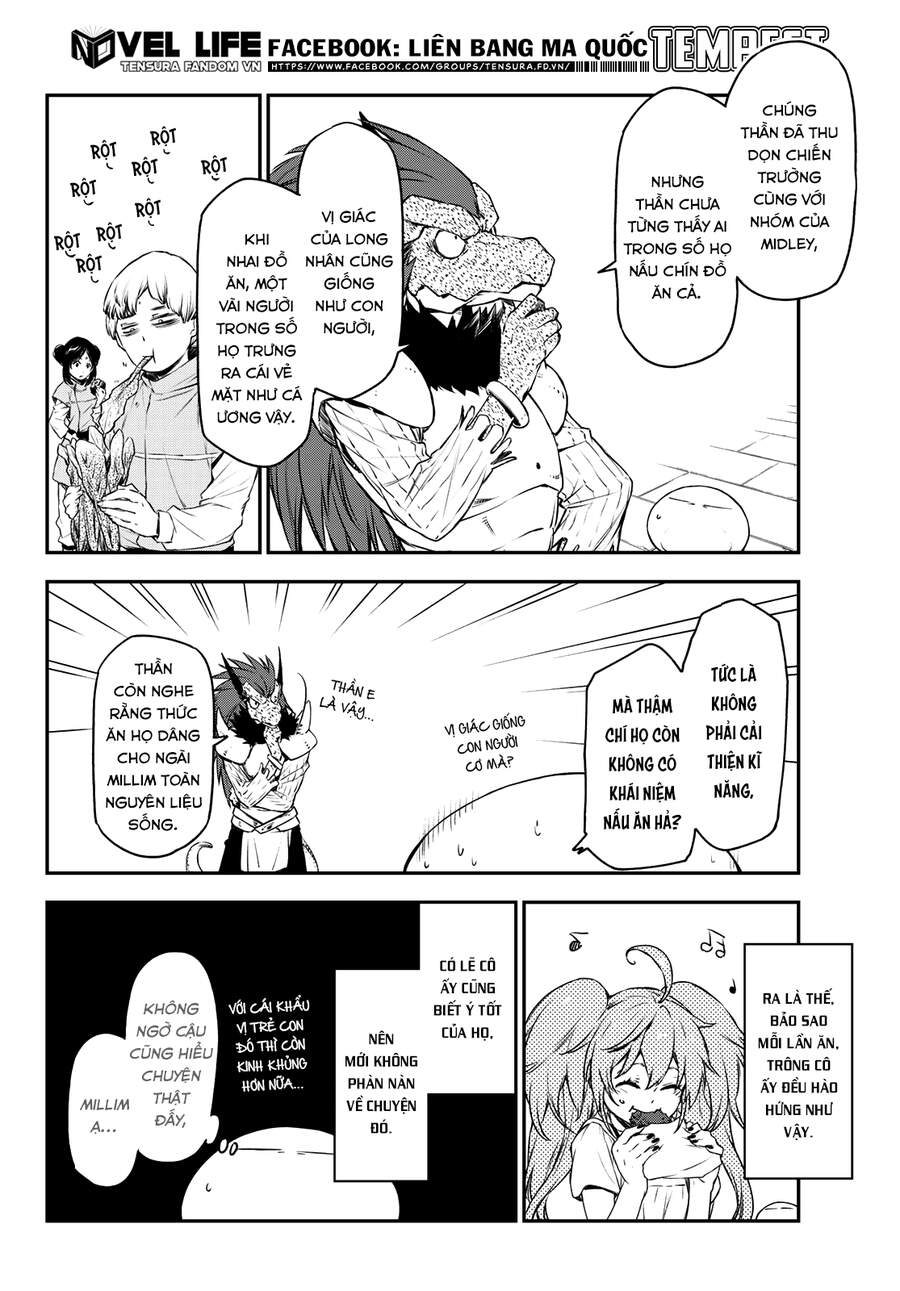 NOVEL LIFE
TENSURA FANDOM VN
FACEBOOK: LIÊN BANG MA QUỐC
HTTPS://WWW.FACEBOOK.COM/GROUPS/TENSURA.FD.VN/
TEMPEST
CHÚNG
THẦN ĐÃ THU
DỌN CHIẾN
TRƯỜNG
CÙNG VỚI
NHÓM CỦA
MIDLEY,
NHƯNG
THẦN CHƯA
TỪNG THẤY AI
TRONG SỐ HỌ
NẤU CHÍN ĐỒ
ĂN CẢ.
VỊ GIÁC
CỦA LONG
NHÂN CŨNG
GIỐNG
NHƯ CON
NGƯỜI,
KHI
NHAI ĐỒ
ĂN, MỘT
VÀI NGƯỜI
TRONG SỐ
HỌ TRƯNG
RA CÁI VẺ
MẶT NHƯ CÁ
ƯƠNG VẬY.
RỘT
RỘT
RỘT
RỘT
RỘT
RỘT
RỘT
RỘT
RỘT
TỨC LÀ
KHÔNG
PHẢI CẢI
THIỆN KĨ
NĂNG,
MÀ THẬM
CHÍ HỌ CÒN
KHÔNG CÓ
KHÁI NIỆM
NẤU ĂN HẢ?
VỊ GIÁC GIỐNG
CON NGƯỜI
CƠ MÀ?
THẦN E
LÀ VẬY...
THẦN
CÒN NGHE
RẰNG THỨC
ĂN HỌ DÂNG
CHO NGÀI
MILLIM TOÀN
NGUYÊN LIỆU
SỐNG.
RA LÀ THẾ,
BẢO SAO
MỖI LẦN ĂN,
TRÔNG CÔ
ẤY ĐỀU HÀO
HỨNG NHƯ
VẬY.
CÓ LẼ CÔ
ẤY CŨNG
BIẾT Ý TỐT
CỦA HỌ,
NÊN
MỚI KHÔNG
PHÀN NÀN
VỀ CHUYỆN
ĐÓ.
VỚI CÁI KHẨU
VỊ TRẺ CON
ĐÓ THÌ CÒN
KINH KHỦNG
HƠN NỮA...
KHÔNG
NGỜ CẬU
CŨNG HIỂU
CHUYỆN
THẬT
ĐẤY,
MILLIM
Ạ...